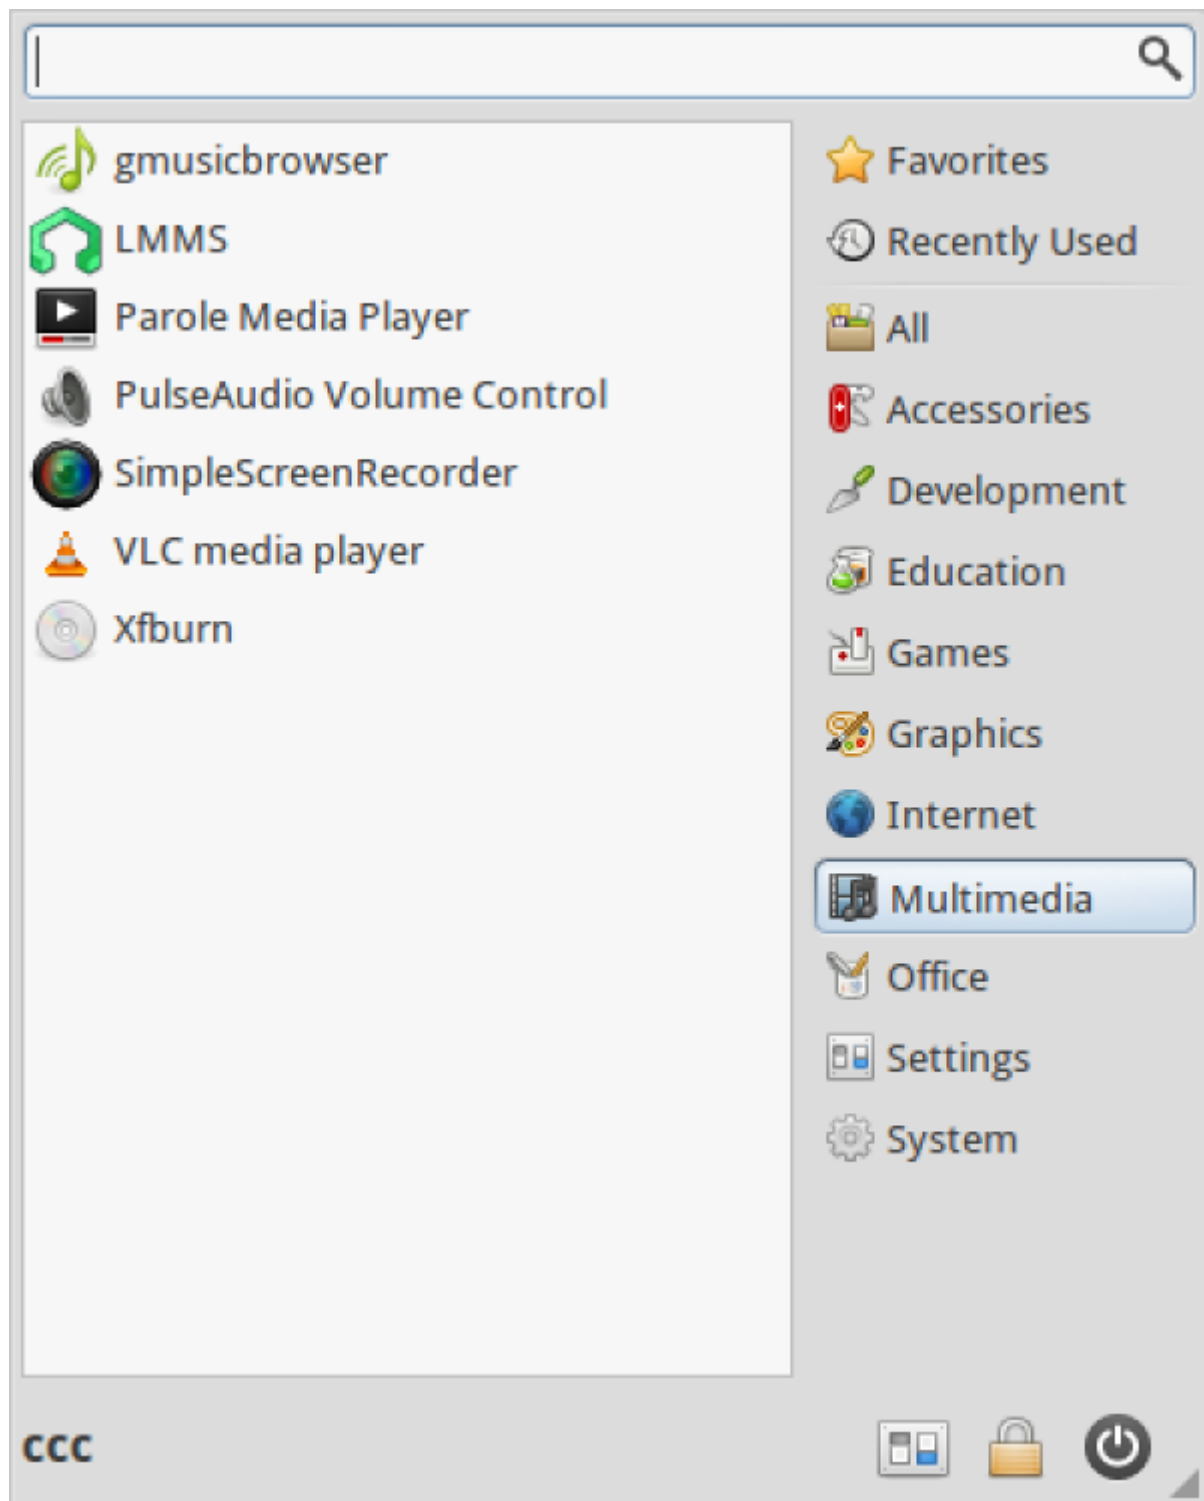 gmusicbrowser
LMMS
Parole Media Player
PulseAudio Volume Control
SimpleScreenRecorder
VLC media player
Xfburn
Favorites
Recently Used
All
Accessories
Development
Education
Games
Graphics
Internet
Multimedia
Office
Settings
System
ccc